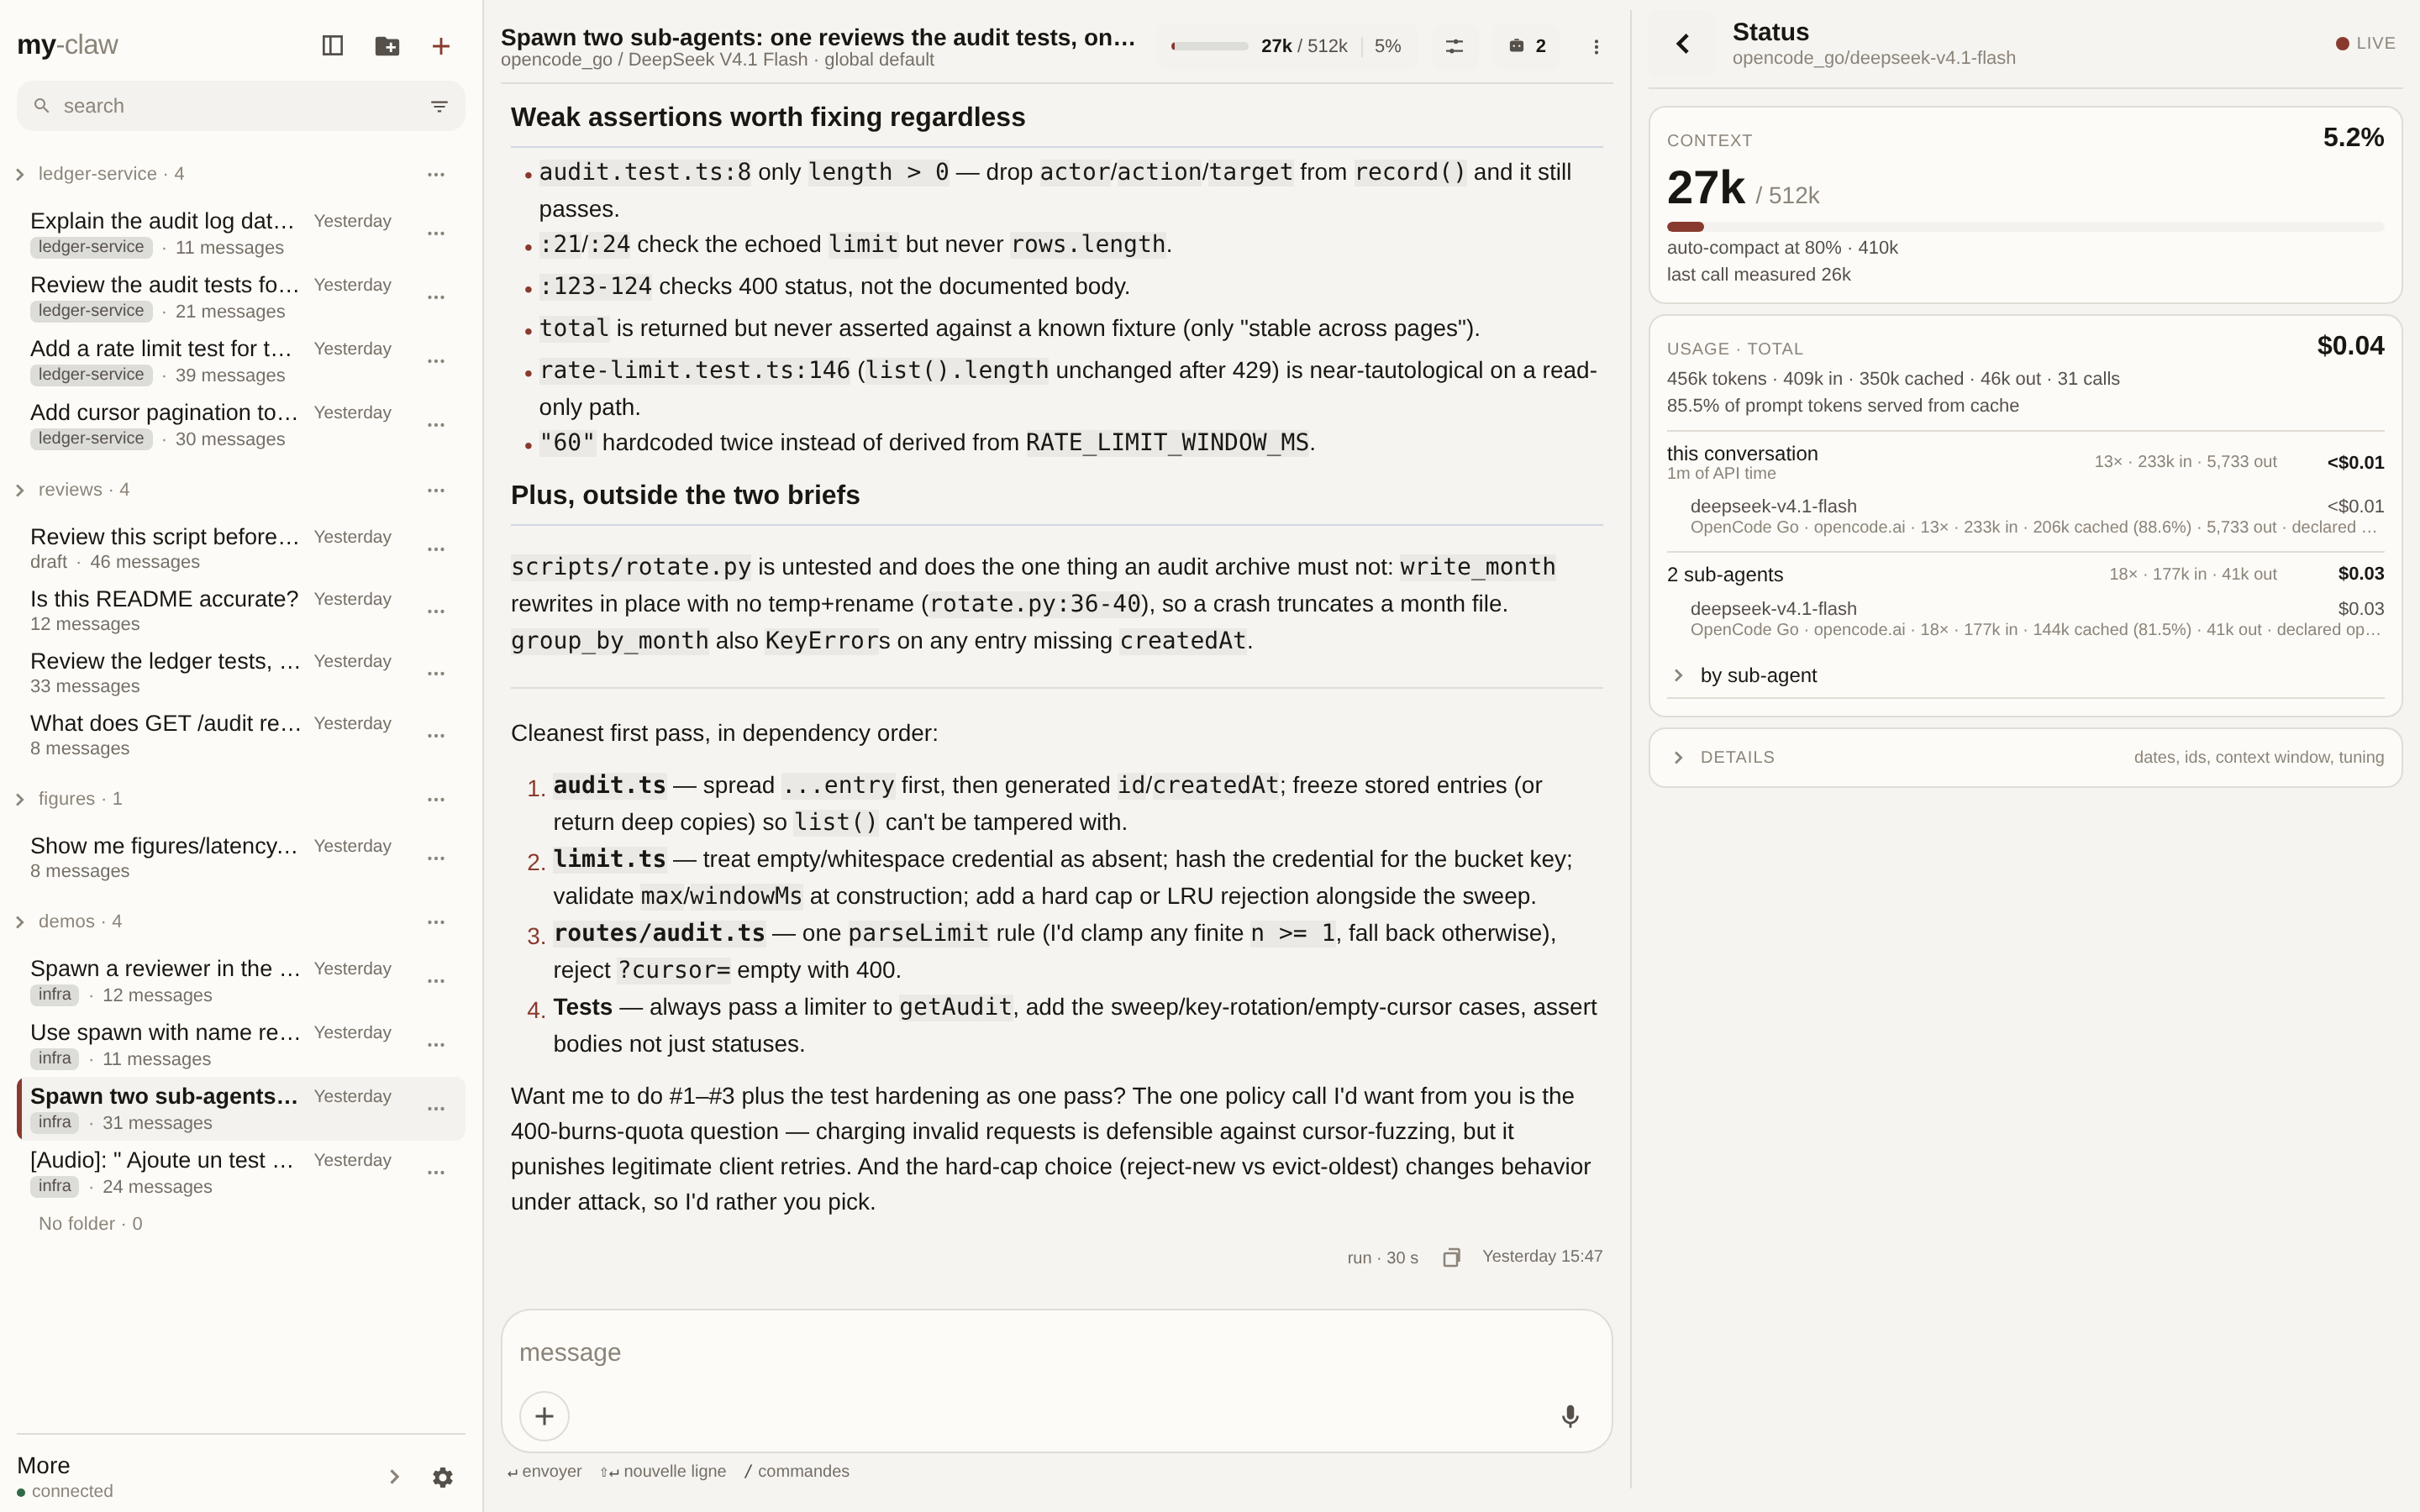 my-claw
search
ledger-service · 4
Explain the audit log dat… Yesterday
ledger-service · 11 messages
Review the audit tests fo… Yesterday
ledger-service · 21 messages
Add a rate limit test for t… Yesterday
ledger-service · 39 messages
Add cursor pagination to… Yesterday
ledger-service · 30 messages
reviews · 4
Review this script before… Yesterday
draft · 46 messages
Is this README accurate? Yesterday
12 messages
Review the ledger tests, … Yesterday
33 messages
What does GET /audit re… Yesterday
8 messages
figures · 1
Show me figures/latency… Yesterday
8 messages
demos · 4
Spawn a reviewer in the … Yesterday
infra · 12 messages
Use spawn with name re… Yesterday
infra · 11 messages
Spawn two sub-agents… Yesterday
infra · 31 messages
[Audio]: " Ajoute un test … Yesterday
infra · 24 messages
No folder · 0
More
connected
Spawn two sub-agents: one reviews the audit tests, on…
opencode_go / DeepSeek V4.1 Flash · global default
27k / 512k 5%
2
Weak assertions worth fixing regardless
• audit.test.ts:8 only length > 0 — drop actor/action/target from record() and it still
passes.
• :21/:24 check the echoed limit but never rows.length.
• :123-124 checks 400 status, not the documented body.
• total is returned but never asserted against a known fixture (only "stable across pages").
• rate-limit.test.ts:146 (list().length unchanged after 429) is near-tautological on a read-
only path.
• "60" hardcoded twice instead of derived from RATE_LIMIT_WINDOW_MS.
Plus, outside the two briefs
scripts/rotate.py is untested and does the one thing an audit archive must not: write_month
rewrites in place with no temp+rename (rotate.py:36-40), so a crash truncates a month file.
group_by_month also KeyErrors on any entry missing createdAt.
Cleanest first pass, in dependency order:
1. audit.ts — spread ...entry first, then generated id/createdAt; freeze stored entries (or
return deep copies) so list() can't be tampered with.
2. limit.ts — treat empty/whitespace credential as absent; hash the credential for the bucket key;
validate max/windowMs at construction; add a hard cap or LRU rejection alongside the sweep.
3. routes/audit.ts — one parseLimit rule (I'd clamp any finite n >= 1, fall back otherwise),
reject ?cursor= empty with 400.
4. Tests — always pass a limiter to getAudit, add the sweep/key-rotation/empty-cursor cases, assert
bodies not just statuses.
Want me to do #1–#3 plus the test hardening as one pass? The one policy call I'd want from you is the
400-burns-quota question — charging invalid requests is defensible against cursor-fuzzing, but it
punishes legitimate client retries. And the hard-cap choice (reject-new vs evict-oldest) changes behavior
under attack, so I'd rather you pick.
run · 30 s Yesterday 15:47
message
↵ envoyer ⇧↵ nouvelle ligne / commandes
Status
opencode_go/deepseek-v4.1-flash
LIVE
CONTEXT 5.2%
27k / 512k
auto-compact at 80% · 410k
last call measured 26k
USAGE · TOTAL $0.04
456k tokens · 409k in · 350k cached · 46k out · 31 calls
85.5% of prompt tokens served from cache
this conversation 13× · 233k in · 5,733 out <$0.01
1m of API time
deepseek-v4.1-flash <$0.01
OpenCode Go · opencode.ai · 13× · 233k in · 206k cached (88.6%) · 5,733 out · declared …
2 sub-agents 18× · 177k in · 41k out $0.03
deepseek-v4.1-flash $0.03
OpenCode Go · opencode.ai · 18× · 177k in · 144k cached (81.5%) · 41k out · declared op…
by sub-agent
DETAILS dates, ids, context window, tuning